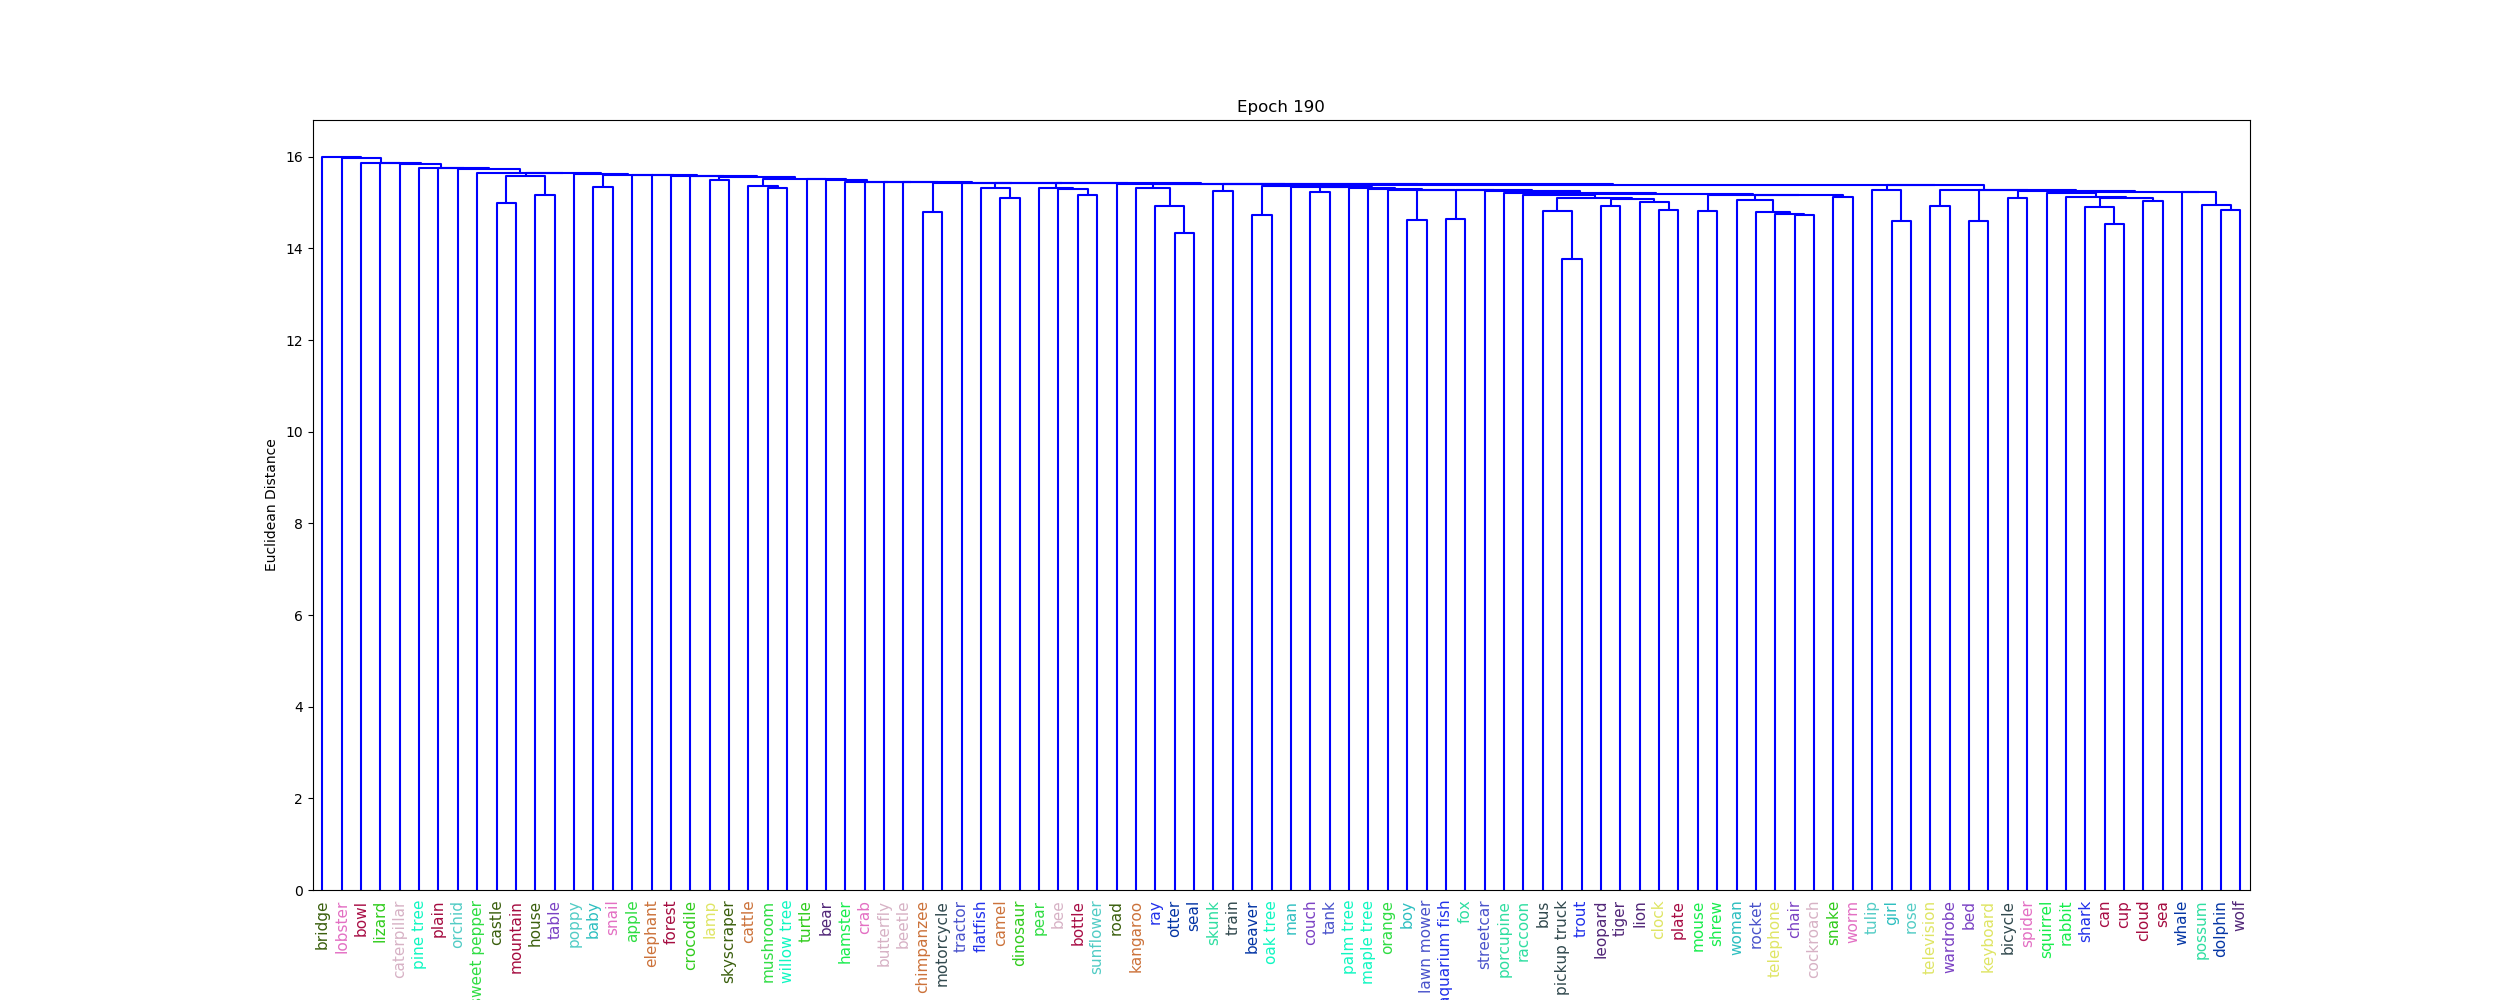 Epoch 190
Euclidean Distance
16
14
12
10
8
6
4
2
0
bridge
lobster
bowl
lizard
caterpillar
pine tree
plain
orchid
sweet pepper
castle
mountain
house
table
poppy
baby
snail
apple
elephant
forest
crocodile
lamp
skyscraper
cattle
mushroom
willow tree
turtle
bear
hamster
crab
butterfly
beetle
chimpanzee
motorcycle
tractor
flatfish
camel
dinosaur
pear
bee
bottle
sunflower
road
kangaroo
ray
otter
seal
skunk
train
beaver
oak tree
man
couch
tank
palm tree
maple tree
orange
boy
lawn mower
aquarium fish
fox
streetcar
porcupine
raccoon
bus
pickup truck
trout
leopard
tiger
lion
clock
plate
mouse
shrew
woman
rocket
telephone
chair
cockroach
snake
worm
tulip
girl
rose
television
wardrobe
bed
keyboard
bicycle
spider
squirrel
rabbit
shark
can
cup
cloud
sea
whale
possum
dolphin
wolf